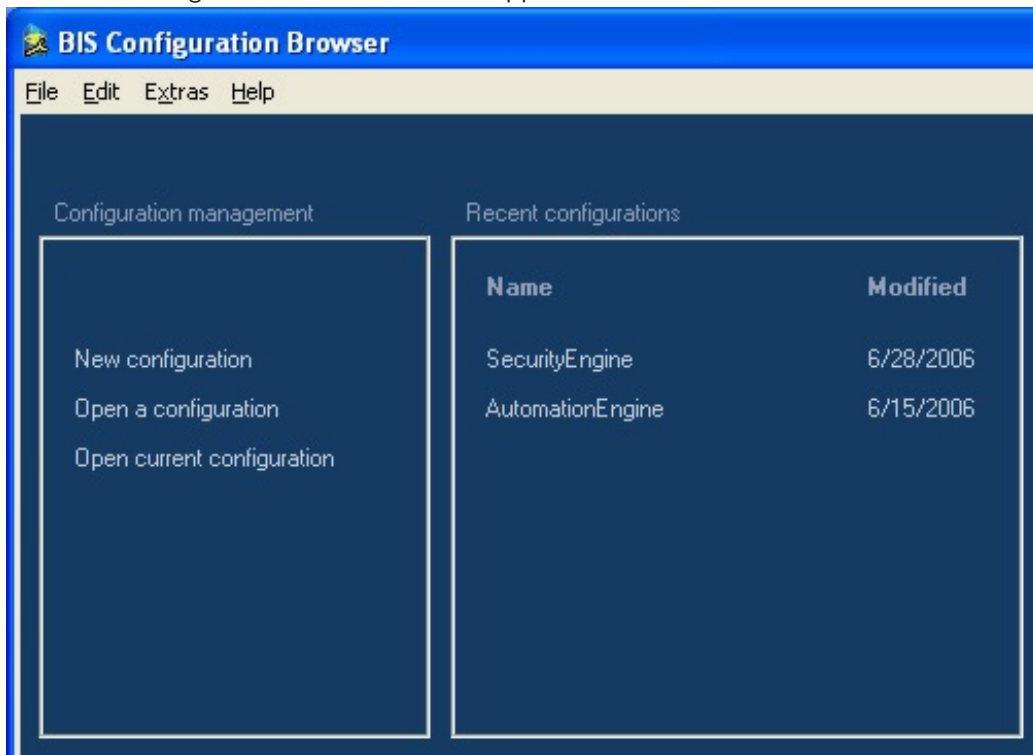 BIS Configuration Browser
File Edit Extras Help
Configuration management
New configuration
Open a configuration
Open current configuration
Recent configurations
Name Modified
SecurityEngine 6/28/2006
AutomationEngine 6/15/2006